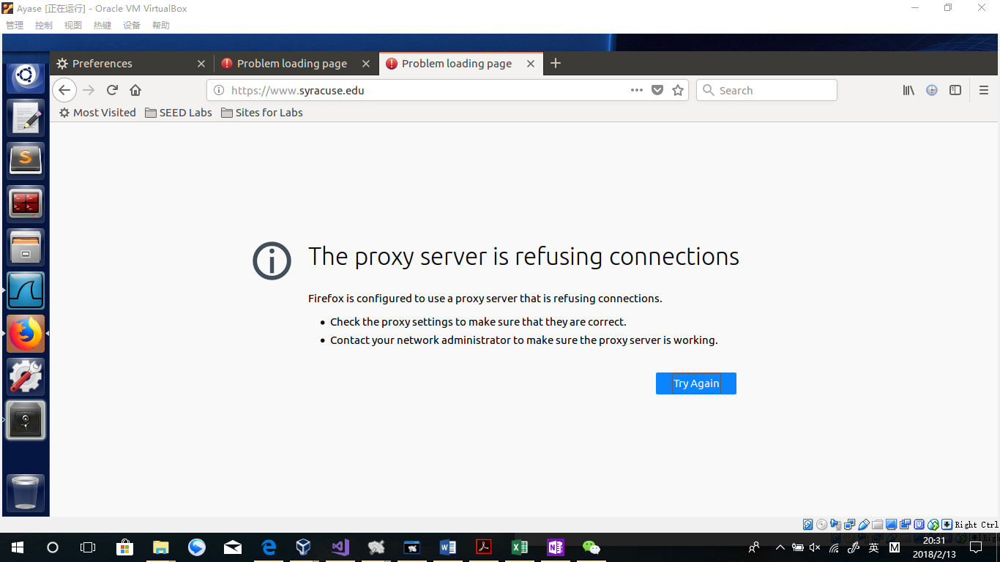 Ayase [正在运行] - Oracle VM VirtualBox
管理 控制 视图 热键 设备 帮助
Preferences Problem loading page Problem loading page
https://www.syracuse.edu Search
Most Visited SEED Labs Sites for Labs
S
The proxy server is refusing connections
Firefox is configured to use a proxy server that is refusing connections.
• Check the proxy settings to make sure that they are correct.
• Contact your network administrator to make sure the proxy server is working.
Try Again
Right Ctrl
英 M 20:31
2018/2/13